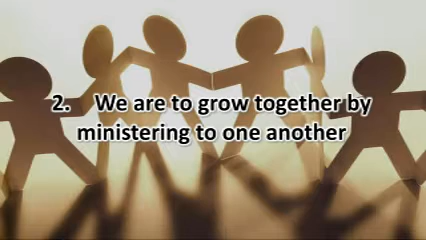 2. We are to grow together by
ministering to one another